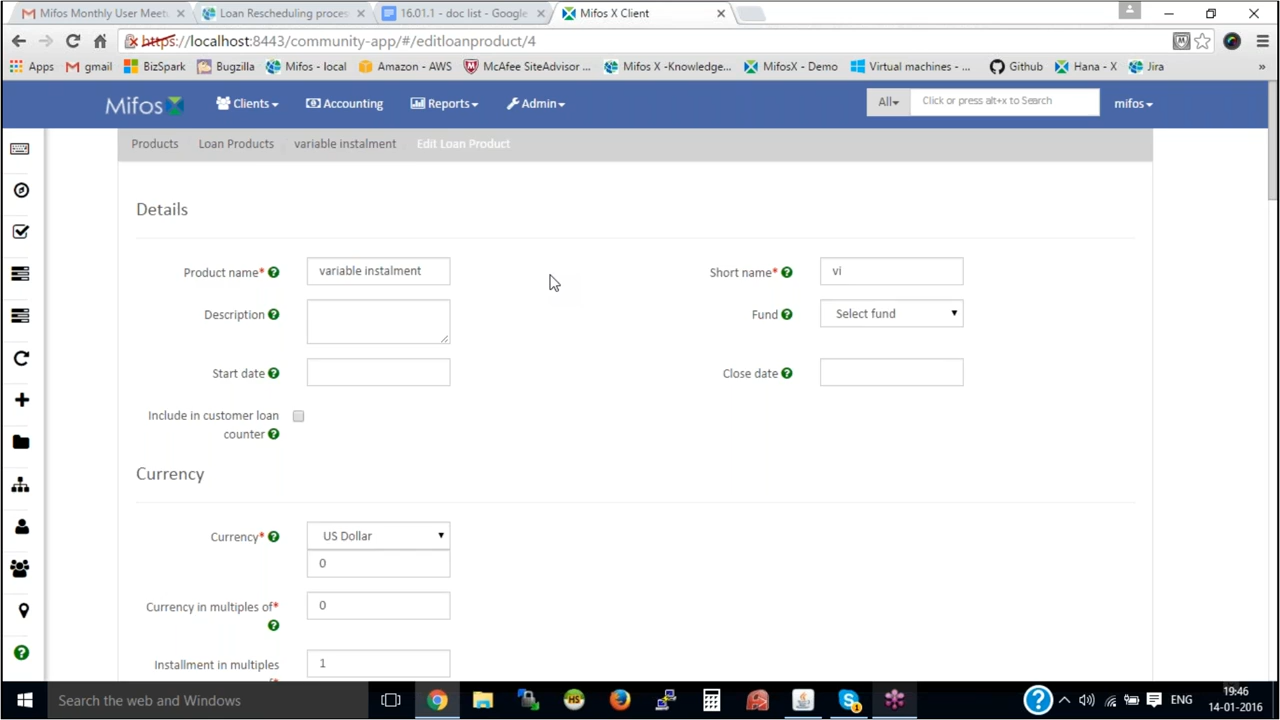 Mifos Monthly User Meetu
Loan Rescheduling proces
16.01.1 - doc list - Google
Mifos X Client
https://localhost:8443/community-app/#/editloanproduct/4
Apps
gmail
BizSpark
Bugzilla
Mifos - local
Amazon - AWS
McAfee SiteAdvisor ...
Mifos X -Knowledge...
MifosX - Demo
Virtual machines - ...
Github
Hana - X
Jira
»
Mifos
Clients
Accounting
Reports
Admin
All
Click or press alt+x to Search
mifos
Products
Loan Products
variable instalment
Edit Loan Product
Details
Product name*
variable instalment
Short name*
vi
Description
Fund
Select fund
Start date
Close date
Include in customer loan
counter
Currency
Currency*
US Dollar
0
Currency in multiples of*
0
Installment in multiples
1
Search the web and Windows
HS
1
ENG
19:46
14-01-2016